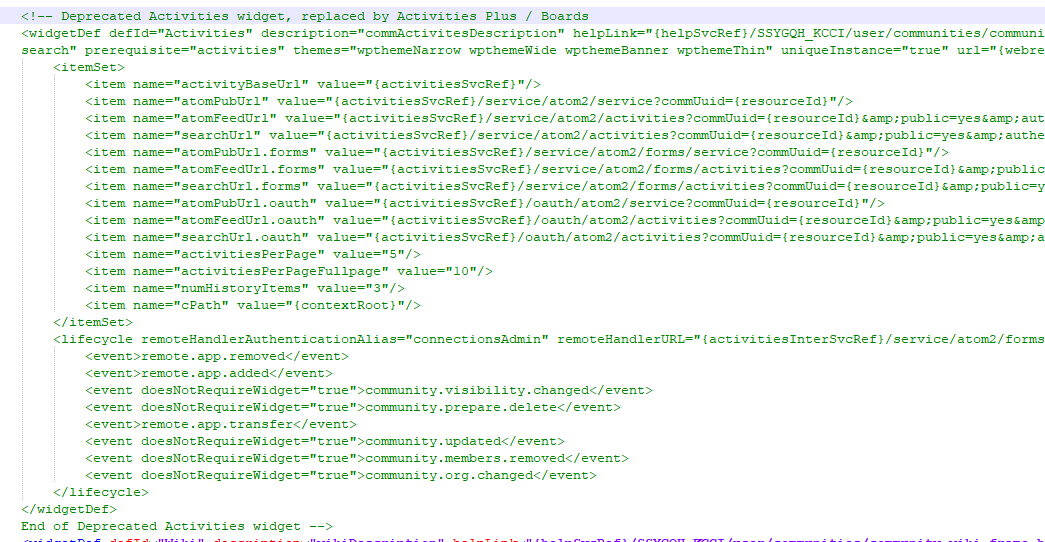 <!-- Deprecated Activities widget, replaced by Activities Plus / Boards
<widgetDef defId="Activities" description="commActivitesDescription" helpLink="{helpSvcRef}/SSYGQH_KCCI/user/communities/communi
search" prerequisite="activities" themes="wpthemeNarrow wpthemeWide wpthemeBanner wpthemeThin" uniqueInstance="true" url="{webre
<itemSet>
<item name="activityBaseUrl" value="{activitiesSvcRef}"/>
<item name="atomPubUrl" value="{activitiesSvcRef}/service/atom2/service?commUuid={resourceId}"/>
<item name="atomFeedUrl" value="{activitiesSvcRef}/service/atom2/activities?commUuid={resourceId}&amp;public=yes&amp;aut
<item name="searchUrl" value="{activitiesSvcRef}/service/atom2/activities?commUuid={resourceId}&amp;public=yes&amp;authe
<item name="atomPubUrl.forms" value="{activitiesSvcRef}/service/atom2/forms/service?commUuid={resourceId}"/>
<item name="atomFeedUrl.forms" value="{activitiesSvcRef}/service/atom2/forms/activities?commUuid={resourceId}&amp;public
<item name="searchUrl.forms" value="{activitiesSvcRef}/service/atom2/forms/activities?commUuid={resourceId}&amp;public=y
<item name="atomPubUrl.oauth" value="{activitiesSvcRef}/oauth/atom2/service?commUuid={resourceId}"/>
<item name="atomFeedUrl.oauth" value="{activitiesSvcRef}/oauth/atom2/activities?commUuid={resourceId}&amp;public=yes&amp
<item name="searchUrl.oauth" value="{activitiesSvcRef}/oauth/atom2/activities?commUuid={resourceId}&amp;public=yes&amp;a
<item name="activitiesPerPage" value="5"/>
<item name="activitiesPerPageFullpage" value="10"/>
<item name="numHistoryItems" value="3"/>
<item name="cPath" value="{contextRoot}"/>
</itemSet>
<lifecycle remoteHandlerAuthenticationAlias="connectionsAdmin" remoteHandlerURL="{activitiesInterSvcRef}/service/atom2/forms
<event>remote.app.removed</event>
<event>remote.app.added</event>
<event doesNotRequireWidget="true">community.visibility.changed</event>
<event doesNotRequireWidget="true">community.prepare.delete</event>
<event>remote.app.transfer</event>
<event doesNotRequireWidget="true">community.updated</event>
<event doesNotRequireWidget="true">community.members.removed</event>
<event doesNotRequireWidget="true">community.org.changed</event>
</lifecycle>
</widgetDef>
End of Deprecated Activities widget -->